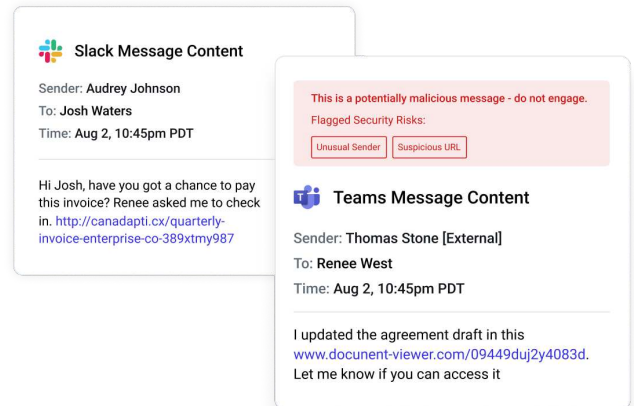 Slack Message Content
Sender: Audrey Johnson
To: Josh Waters
Time: Aug 2, 10:45pm PDT
Hi Josh, have you got a chance to pay
this invoice? Renee asked me to check
in. http://canadapti.cx/quarterly-
invoice-enterprise-co-389xtmy987
This is a potentially malicious message - do not engage.
Flagged Security Risks:
Unusual Sender
Suspicious URL
Teams Message Content
Sender: Thomas Stone [External]
To: Renee West
Time: Aug 2, 10:45pm PDT
I updated the agreement draft in this
www.docunent-viewer.com/09449duj2y4083d.
Let me know if you can access it